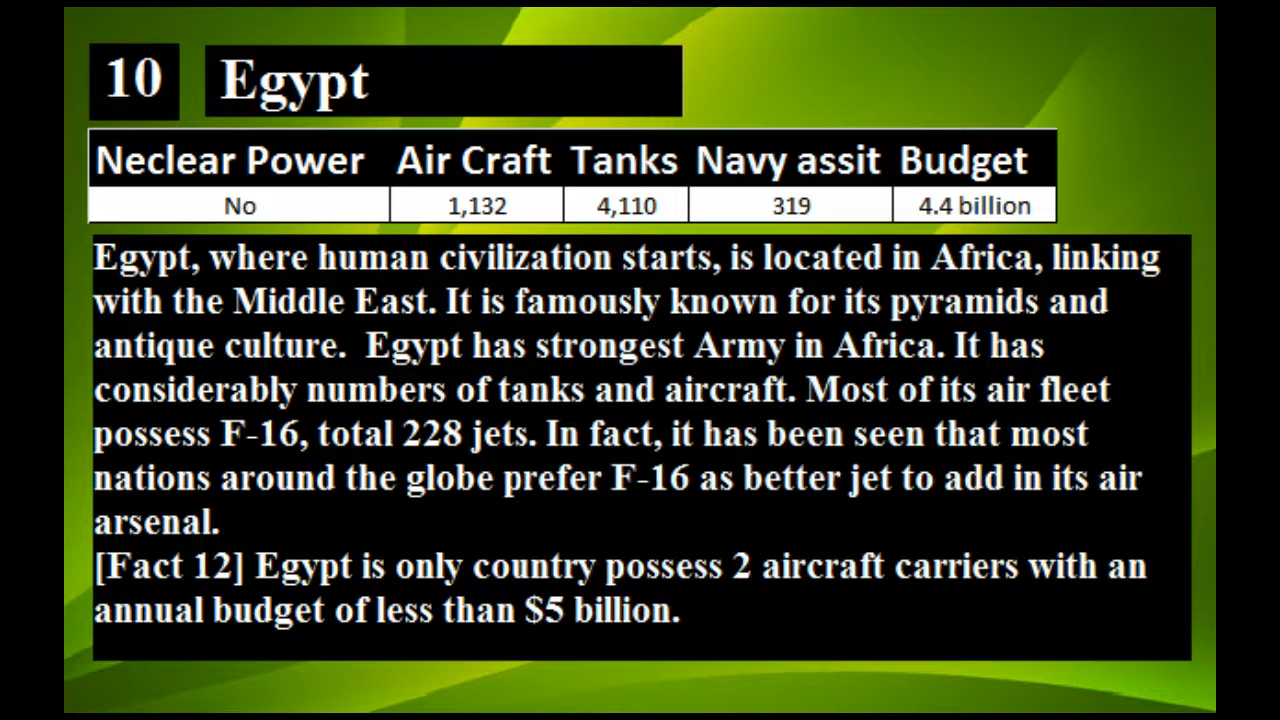 10 Egypt
Neclear Power Air Craft Tanks Navy assit Budget
No 1,132 4,110 319 4.4 billion
Egypt, where human civilization starts, is located in Africa, linking
with the Middle East. It is famously known for its pyramids and
antique culture. Egypt has strongest Army in Africa. It has
considerably numbers of tanks and aircraft. Most of its air fleet
possess F-16, total 228 jets. In fact, it has been seen that most
nations around the globe prefer F-16 as better jet to add in its air
arsenal.
[Fact 12] Egypt is only country possess 2 aircraft carriers with an
annual budget of less than $5 billion.